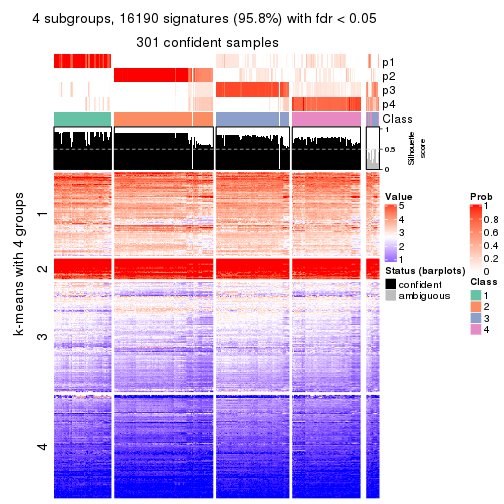 4 subgroups, 16190 signatures (95.8%) with fdr < 0.05
301 confident samples
p1
p2
p3
p4
Class
1
0.5
0
Silhouette
score
k-means with 4 groups
1
2
3
4
Value
5
4
3
2
1
Status (barplots)
confident
ambiguous
Prob
1
0.8
0.6
0.4
0.2
0
Class
1
2
3
4